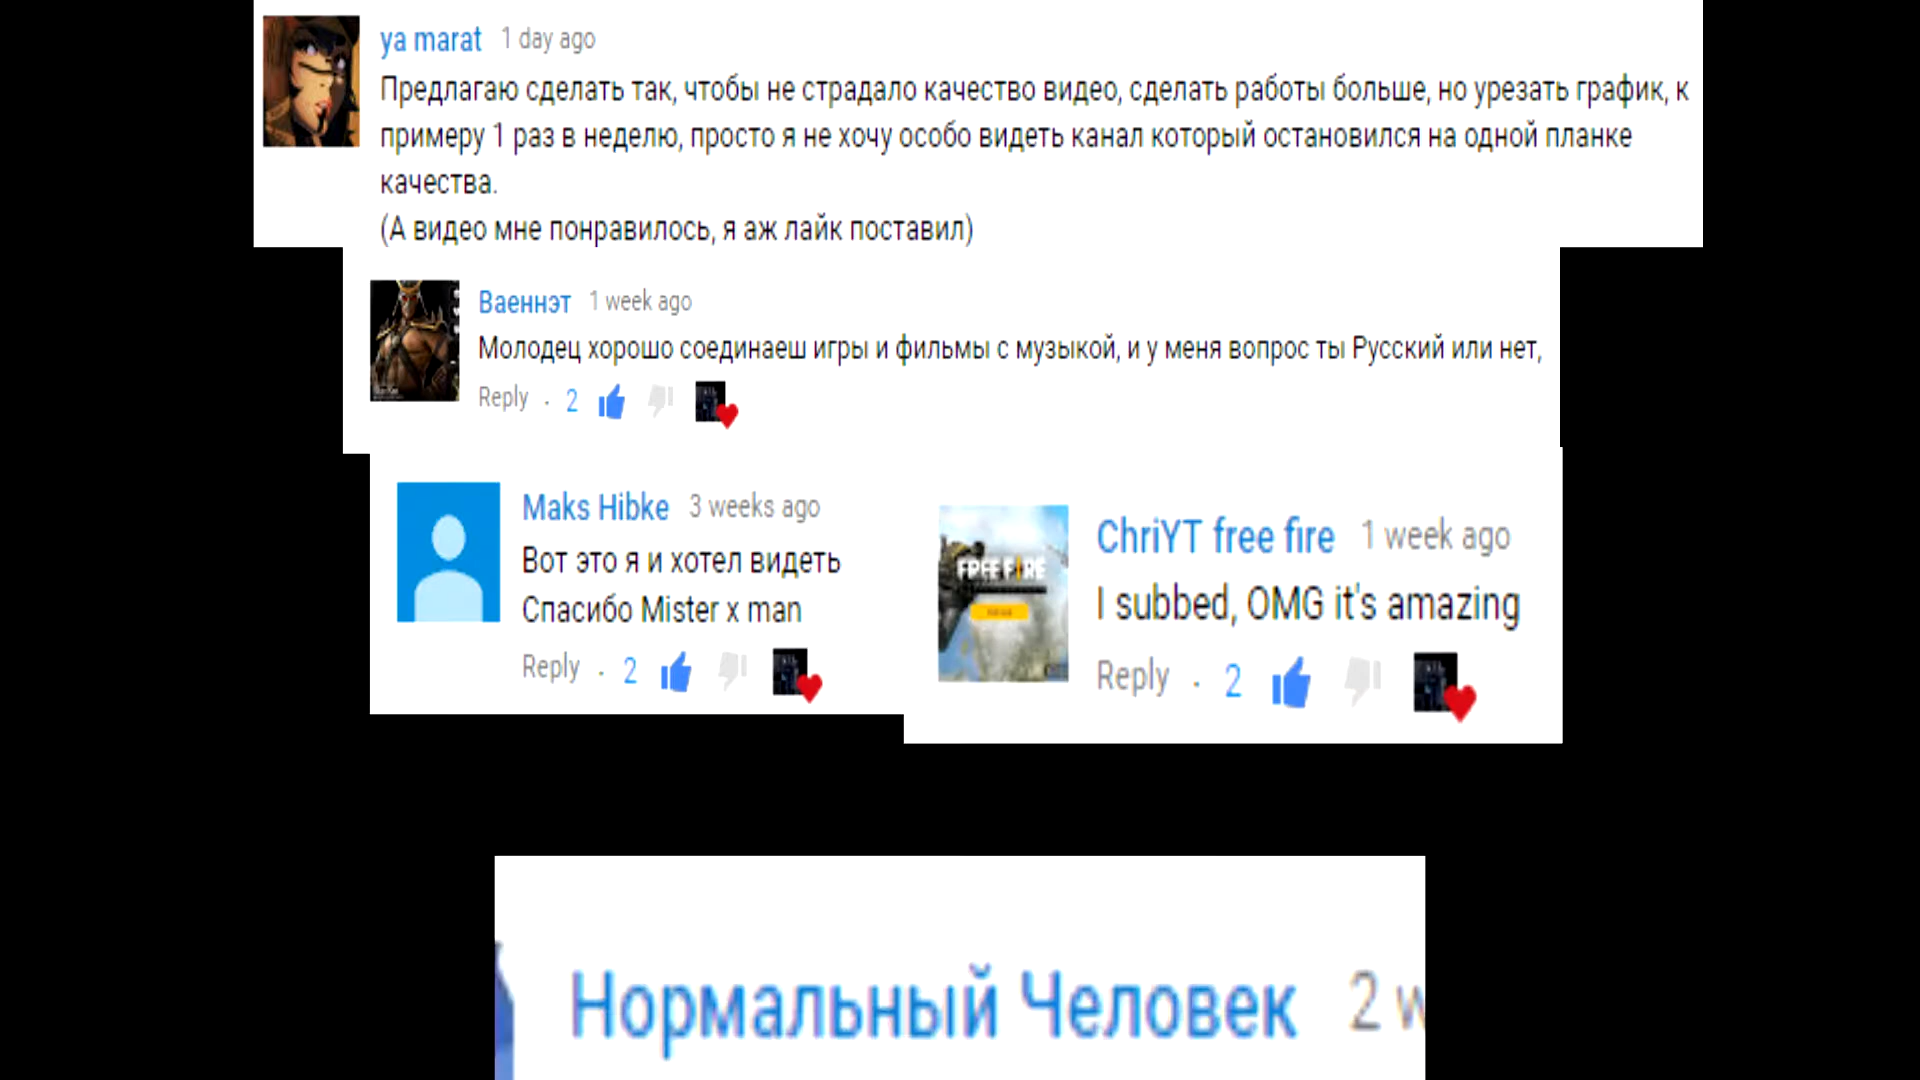 ya marat 1 day ago
Предлагаю сделать так, чтобы не страдало качество видео, сделать работы больше, но урезать график, к
примеру 1 раз в неделю, просто я не хочу особо видеть канал который остановился на одной планке
качества.
(А видео мне понравилось, я аж лайк поставил)
Ваеннэт 1 week ago
Молодец хорошо соединаеш игры и фильмы с музыкой, и у меня вопрос ты Русский или нет,
Reply · 2
Maks Hibke 3 weeks ago
Вот это я и хотел видеть
Спасибо Mister x man
Reply · 2
FREE FIRE
ChriYT free fire 1 week ago
I subbed, OMG it's amazing
Reply · 2
Нормальный Человек 2 w